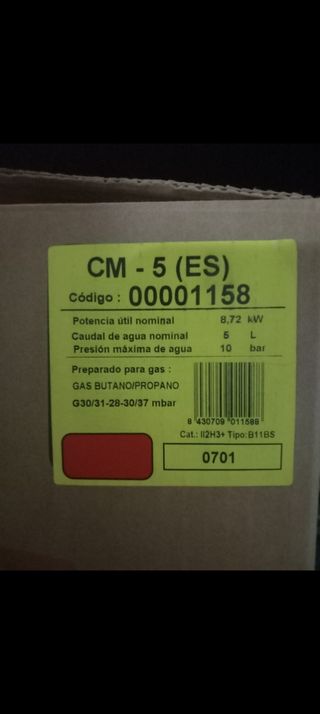 CM - 5 (ES)
Código : 00001158
Potencia útil nominal 8,72 kW
Caudal de agua nominal 5 L
Presión máxima de agua 10 bar
Preparado para gas :
GAS BUTANO/PROPANO
G30/31-28-30/37 mbar
8 430709 011589
Cat.: II2H3+ Tipo:B11BS
0701